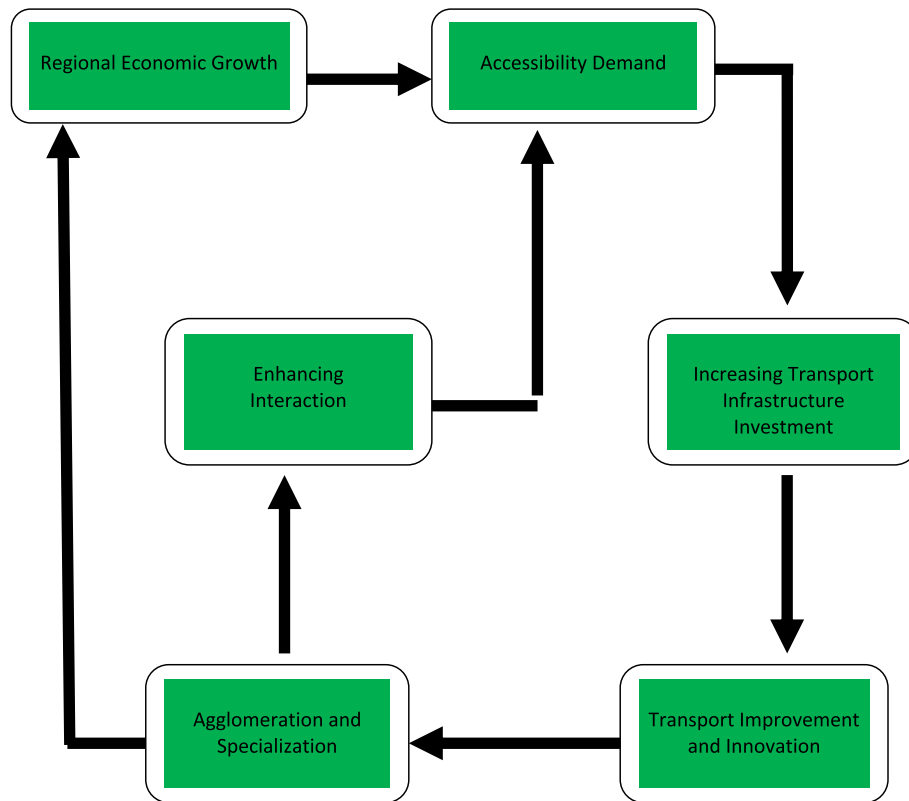 Regional Economic Growth
Accessibility Demand
Enhancing
Interaction
Increasing Transport
Infrastructure
Investment
Agglomeration and
Specialization
Transport Improvement
and Innovation